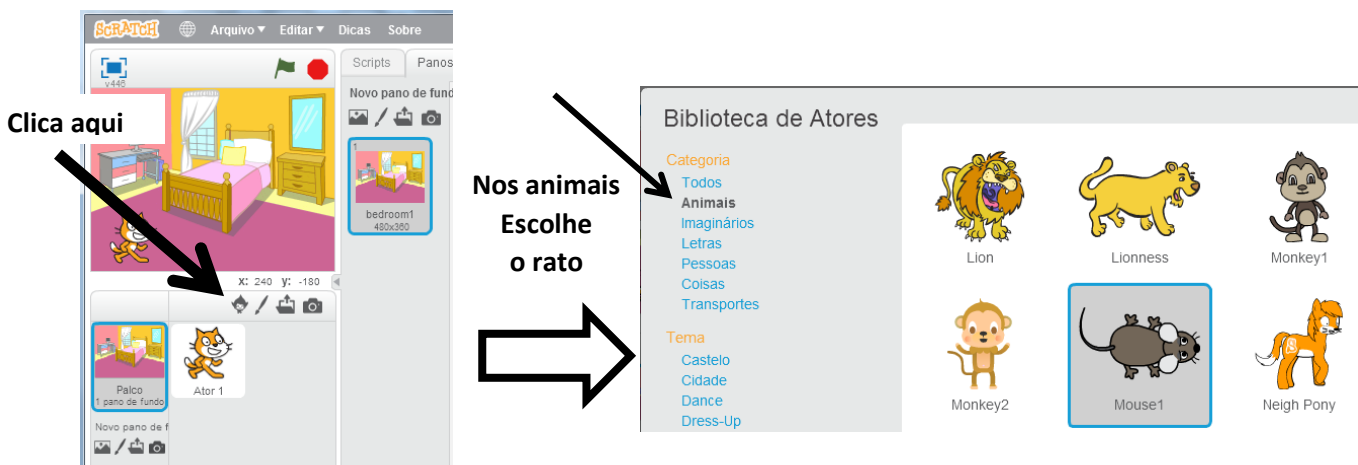 SCRATCH Arquivo▼ Editar▼ Dicas Sobre
v446
Scripts Panos
Novo pano de fund
1
bedroom1
480x360
Clica aqui
x: 240 y: -180
Palco
1 pano de fundo
Ator 1
Novo pano de f
Nos animais
Escolhe
o rato
Biblioteca de Atores
Categoria
Todos
Animais
Imaginários
Letras
Pessoas
Coisas
Transportes
Tema
Castelo
Cidade
Dance
Dress-Up
Lion
Lionness
Monkey1
Monkey2
Mouse1
Neigh Pony